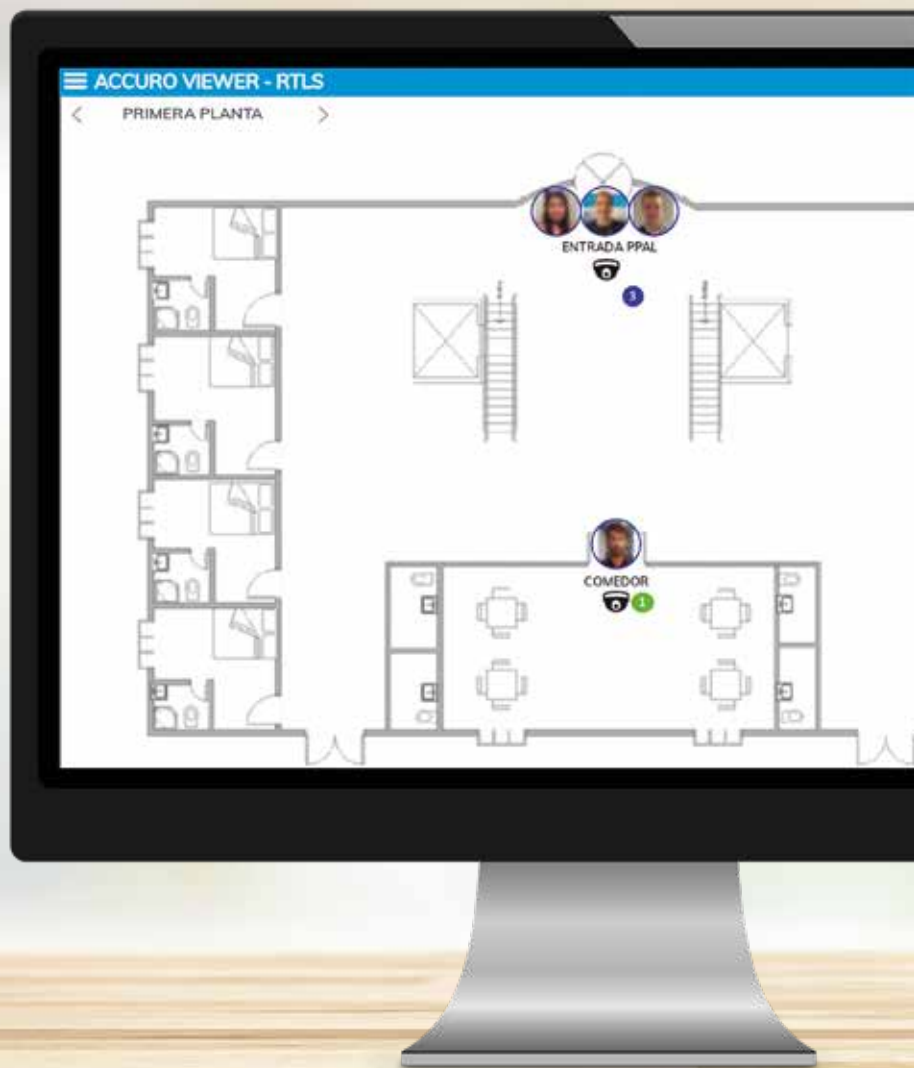 ACCURO VIEWER - RTLS
PRIMERA PLANTA
ENTRADA PPAL
3
COMEDOR
1